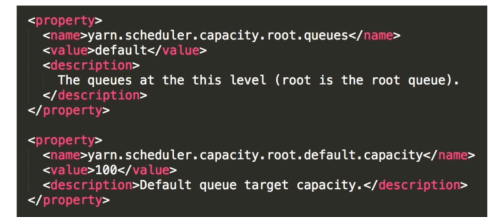 <property>
<name>yarn.scheduler.capacity.root.queues</name>
<value>default</value>
<description>
The queues at the this level (root is the root queue).
</description>
</property>
<property>
<name>yarn.scheduler.capacity.root.default.capacity</name>
<value>100</value>
<description>Default queue target capacity.</description>
</property>